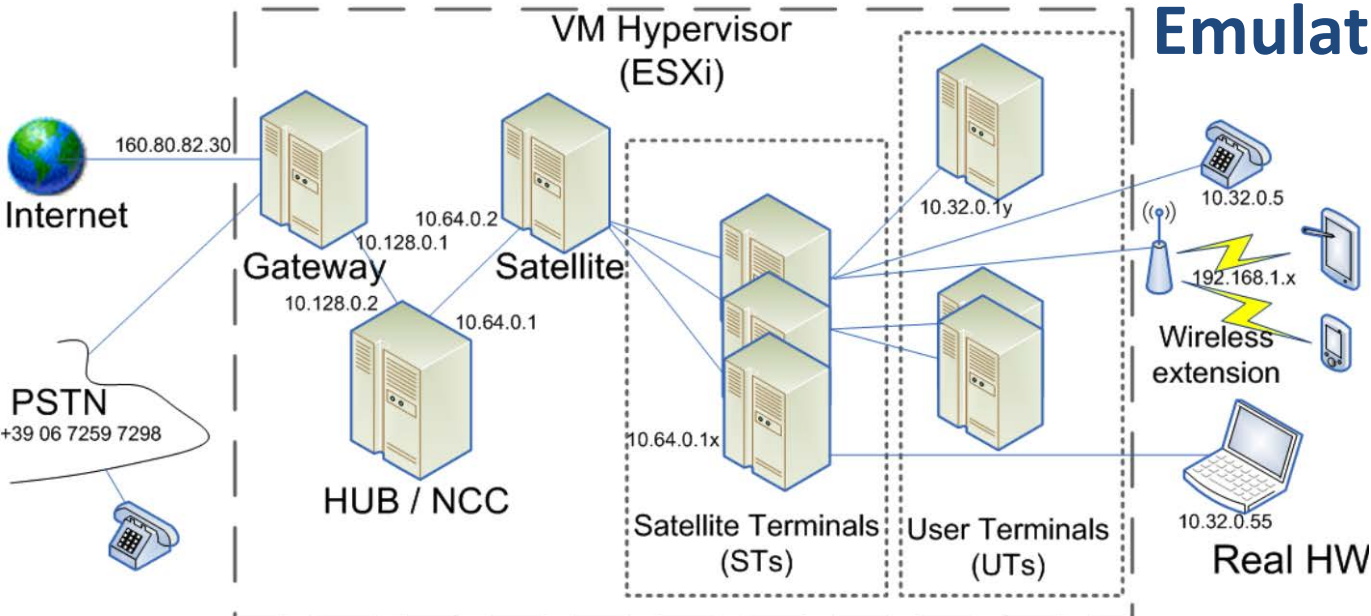 Emulat
VM Hypervisor
(ESXi)
160.80.82.30
Internet
10.64.0.2
10.128.0.1
Gateway
Satellite
10.128.0.2
10.64.0.1
HUB / NCC
PSTN
+39 06 7259 7298
10.64.0.1x
Satellite Terminals
(STs)
10.32.0.1y
User Terminals
(UTs)
10.32.0.5
192.168.1.x
Wireless
extension
10.32.0.55
Real HW